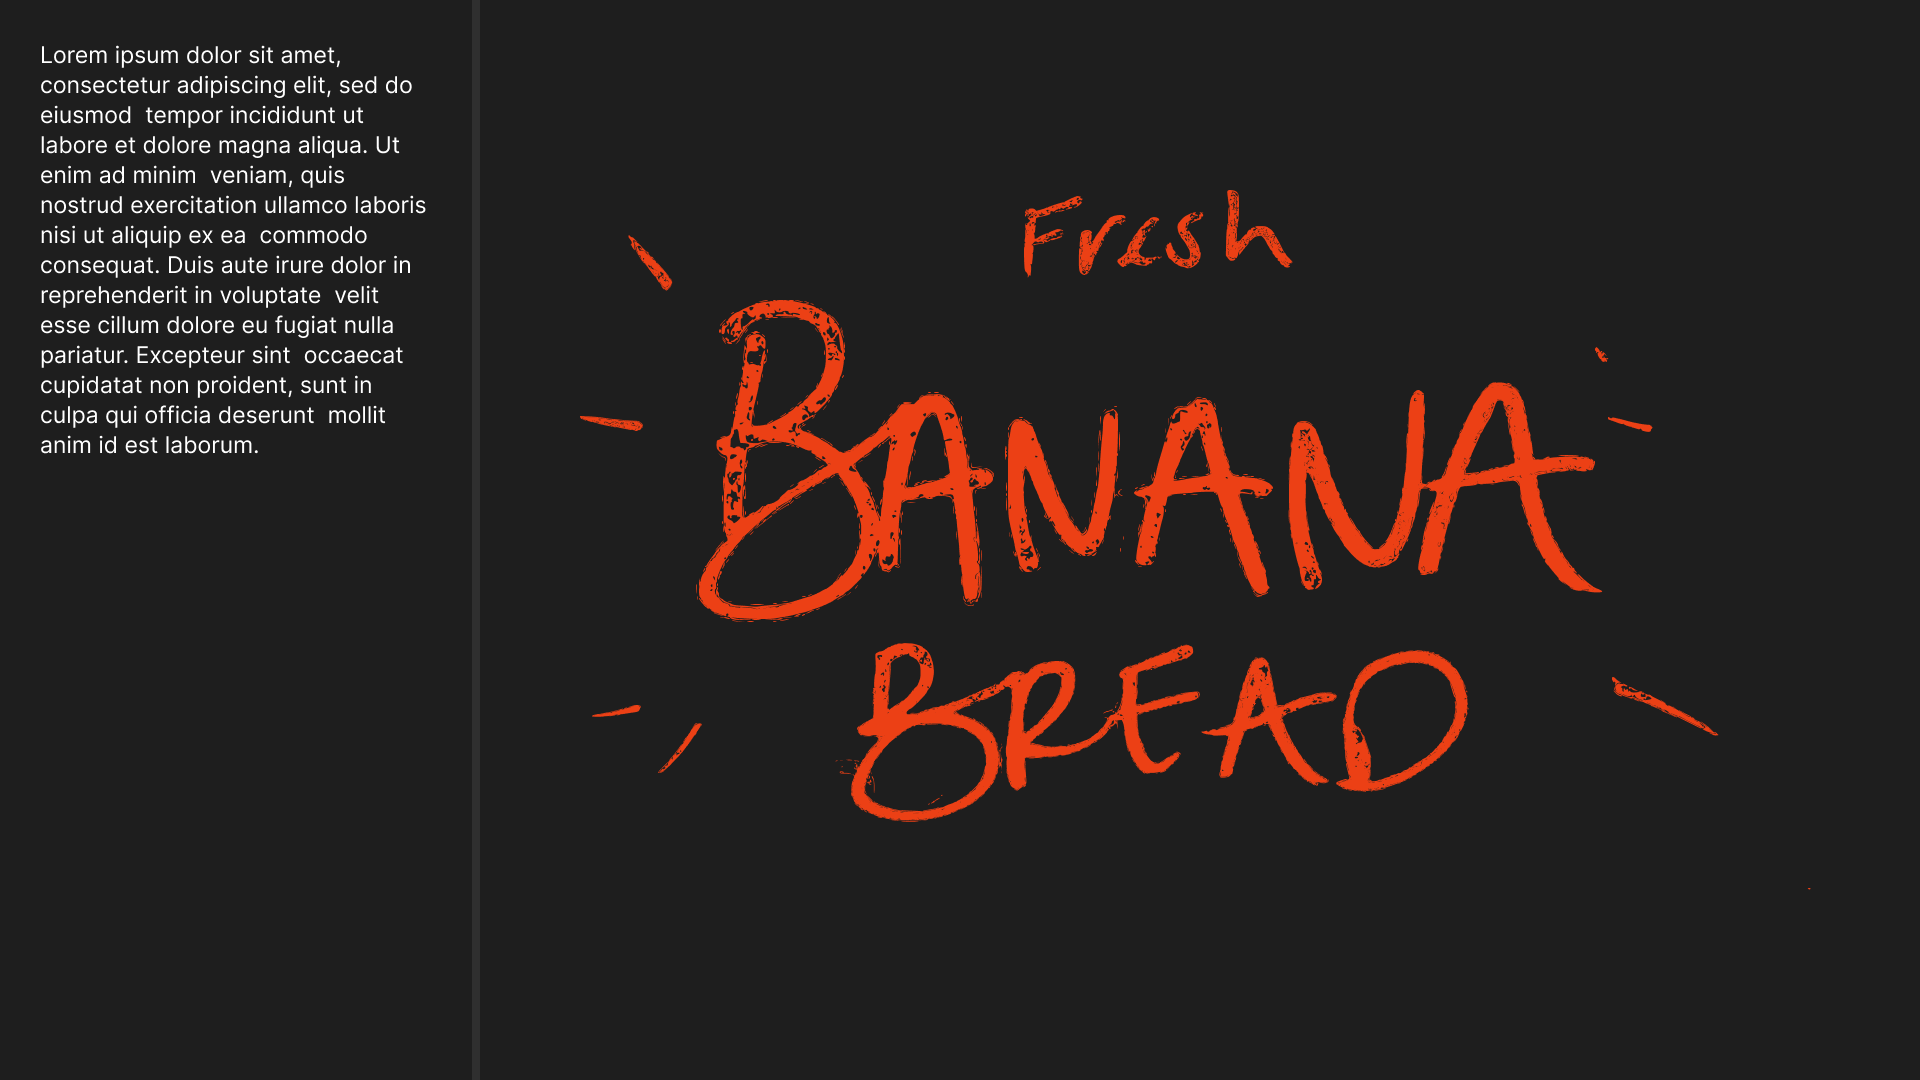 Lorem ipsum dolor sit amet,
consectetur adipiscing elit, sed do
eiusmod  tempor incididunt ut
labore et dolore magna aliqua. Ut
enim ad minim  veniam, quis
nostrud exercitation ullamco laboris
nisi ut aliquip ex ea  commodo
consequat. Duis aute irure dolor in
reprehenderit in voluptate  velit
esse cillum dolore eu fugiat nulla
pariatur. Excepteur sint  occaecat
cupidatat non proident, sunt in
culpa qui officia deserunt  mollit
anim id est laborum.
Fresh
BANANA
BREAD